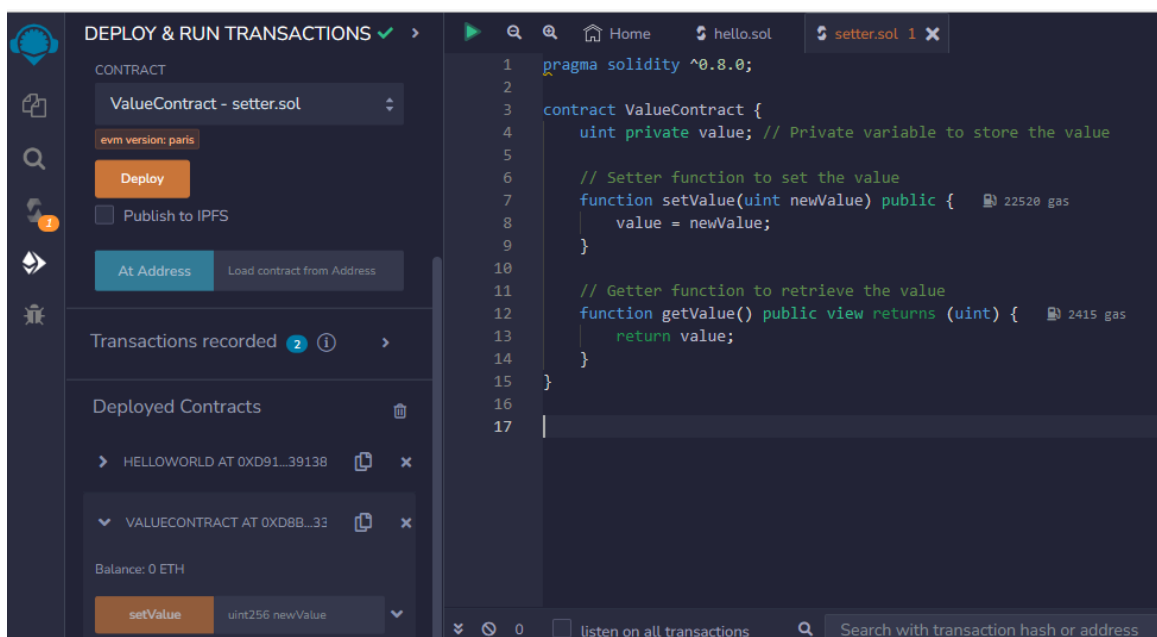 DEPLOY & RUN TRANSACTIONS
CONTRACT
ValueContract - setter.sol
evm version: paris
Deploy
Publish to IPFS
At Address Load contract from Address
Transactions recorded 2 i
Deployed Contracts
HELLOWORLD AT 0XD91...39138
VALUECONTRACT AT 0XD8B...33
Balance: 0 ETH
setValue uint256 newValue
1
Home hello.sol setter.sol 1
1 pragma solidity ^0.8.0;
2
3 contract ValueContract {
4 uint private value; // Private variable to store the value
5
6 // Setter function to set the value
7 function setValue(uint newValue) public { 22520 gas
8 value = newValue;
9 }
10
11 // Getter function to retrieve the value
12 function getValue() public view returns (uint) { 2415 gas
13 return value;
14 }
15 }
16
17
0 listen on all transactions Search with transaction hash or address